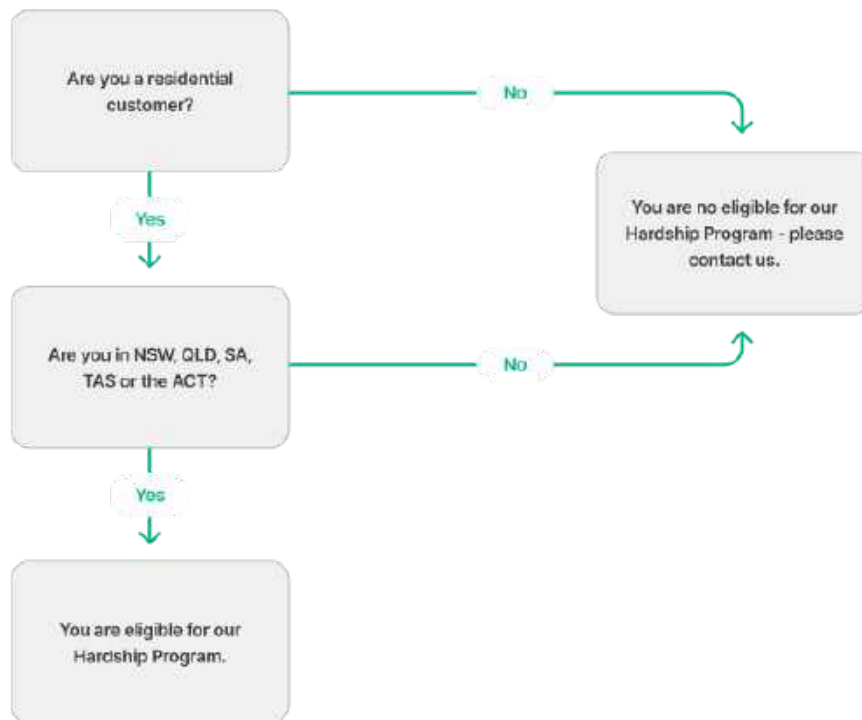 Are you a residential
customer?
No
Yes
You are no eligible for our
Hardship Program - please
contact us.
Are you in NSW, QLD, SA,
TAS or the ACT?
No
Yes
You are eligible for our
Hardship Program.